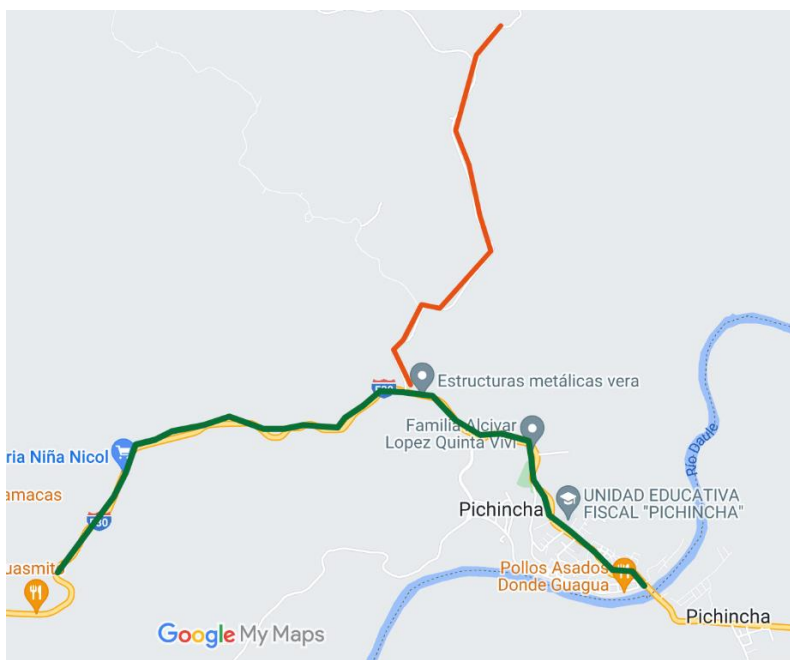 Estructuras metálicas vera
Familia Alcivar
Lopez Quinta Vivi
ria Niña Nicol
amacas
E30
Pichincha
UNIDAD EDUCATIVA
FISCAL "PICHINCHA"
Río Daule
uasmit
Pollos Asados
Donde Guagua
Pichincha
Google My Maps